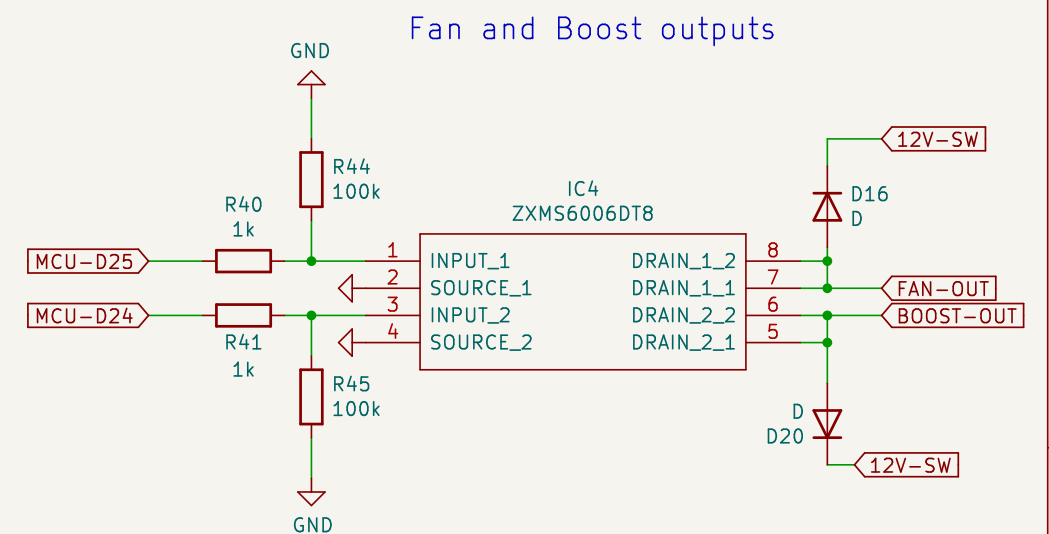 Fan and Boost outputs
GND
12V-SW
R44
100k
D16
D
IC4
ZXMS6006DT8
R40
1k
MCU-D25
1
INPUT_1
DRAIN_1_2
8
2
SOURCE_1
DRAIN_1_1
7
FAN-OUT
MCU-D24
3
INPUT_2
DRAIN_2_2
6
BOOST-OUT
R41
1k
4
SOURCE_2
DRAIN_2_1
5
R45
100k
D
D20
12V-SW
GND